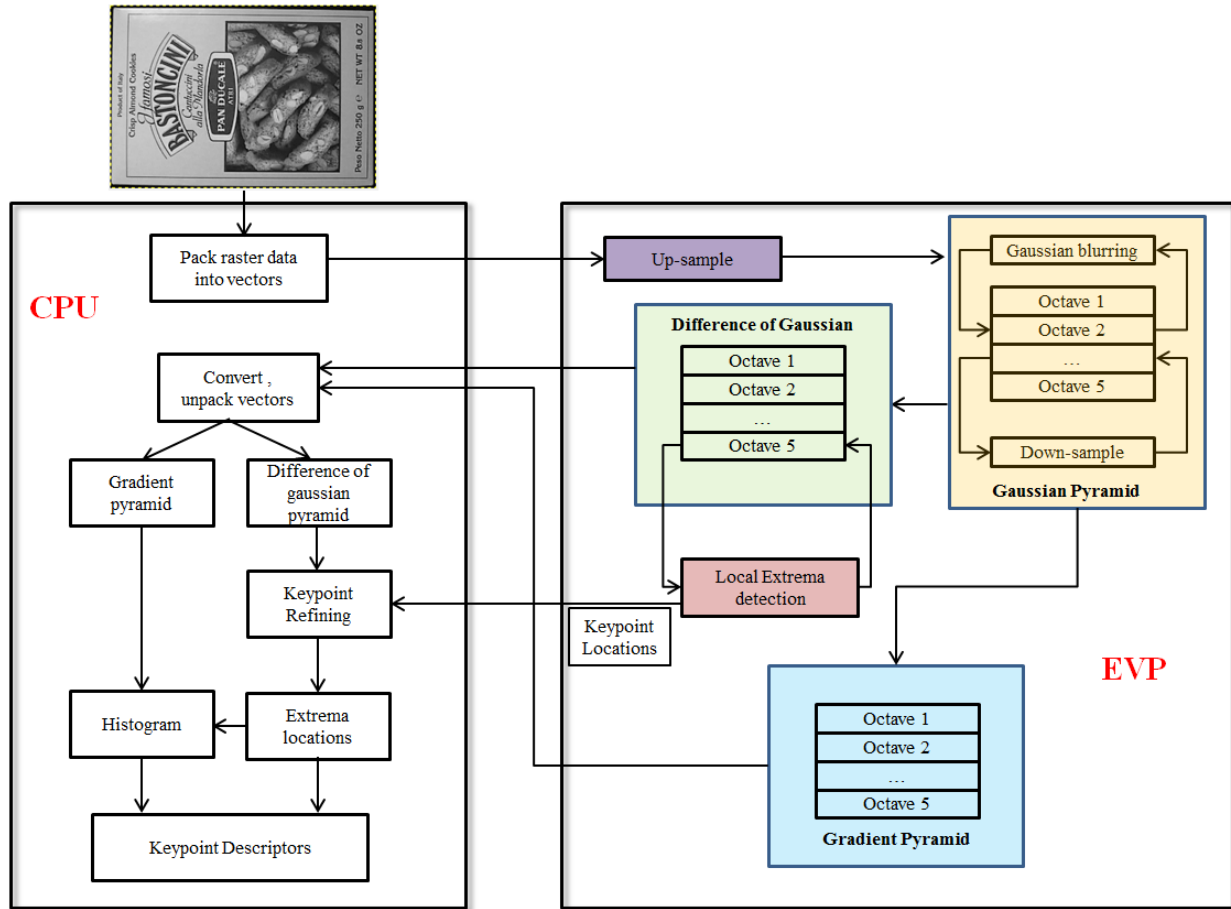 Product of Italy
Crisp Almond Cookies
Famosi
BASTONCINI
Cantuccini
alla Mandorla
PAN DUCALE
ATRI
Peso Netto 250 g e NET WT 8.8 OZ
CPU
Pack raster data
into vectors
Convert ,
unpack vectors
Gradient
pyramid
Difference of
gaussian
pyramid
Keypoint
Refining
Histogram
Extrema
locations
Keypoint Descriptors
EVP
Up-sample
Gaussian blurring
Octave 1
Octave 2
...
Octave 5
Down-sample
Gaussian Pyramid
Difference of Gaussian
Octave 1
Octave 2
...
Octave 5
Local Extrema
detection
Keypoint
Locations
Octave 1
Octave 2
...
Octave 5
Gradient Pyramid